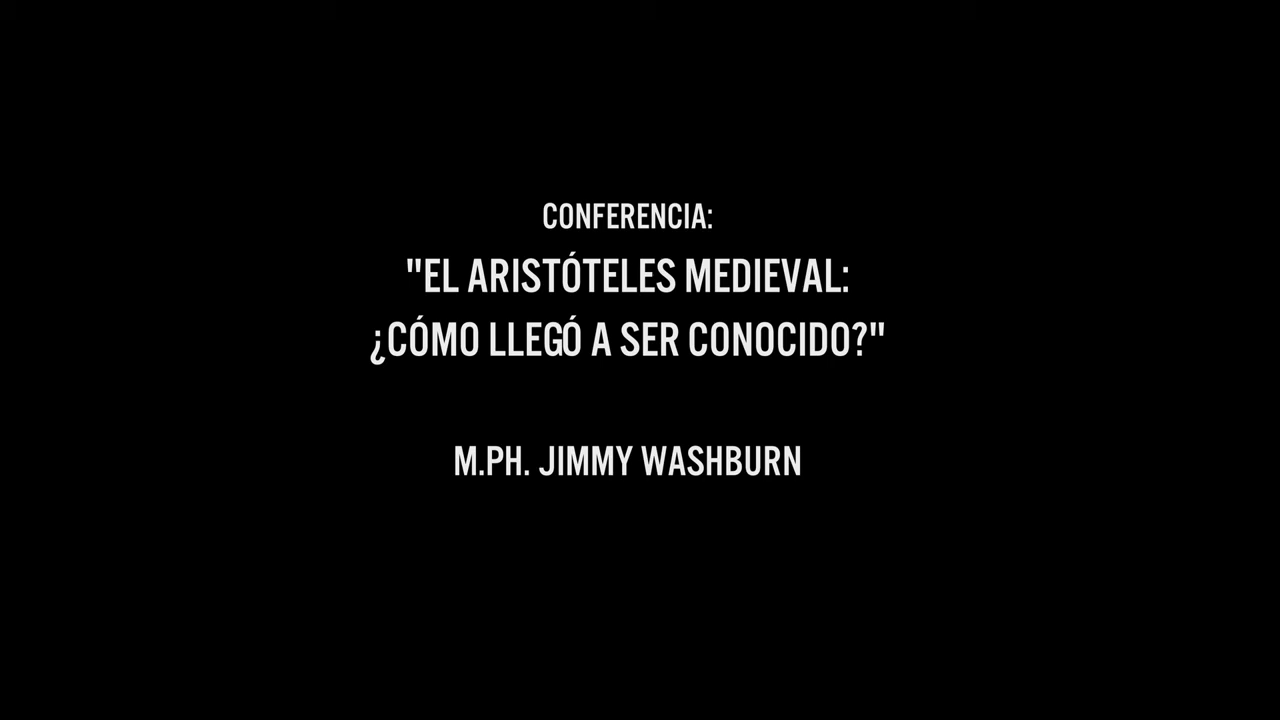 CONFERENCIA:
"EL ARISTÓTELES MEDIEVAL:
¿CÓMO LLEGÓ A SER CONOCIDO?"
M.PH. JIMMY WASHBURN